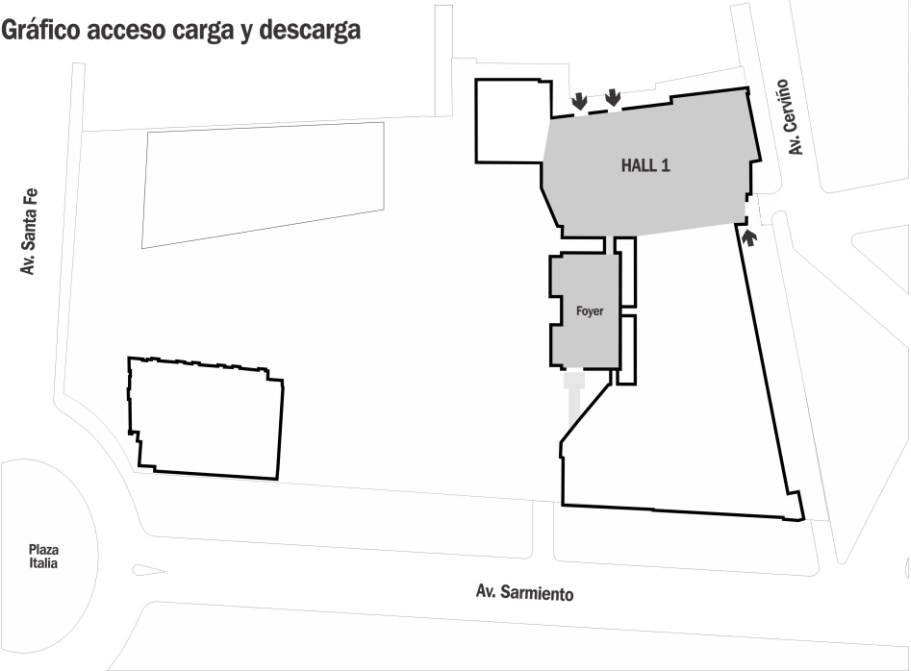 Gráfico acceso carga y descarga
Av. Cerviño
HALL 1
Av. Santa Fe
Foyer
Plaza
Italia
Av. Sarmiento